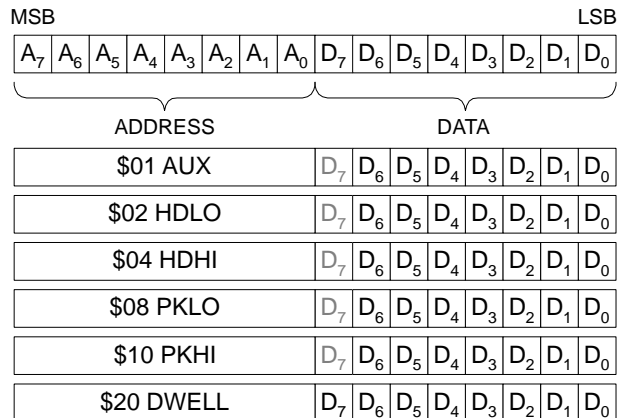 MSB LSB
A₇ A₆ A₅ A₄ A₃ A₂ A₁ A₀ D₇ D₆ D₅ D₄ D₃ D₂ D₁ D₀
ADDRESS DATA
$01 AUX D₇ D₆ D₅ D₄ D₃ D₂ D₁ D₀
$02 HDLO D₇ D₆ D₅ D₄ D₃ D₂ D₁ D₀
$04 HDHI D₇ D₆ D₅ D₄ D₃ D₂ D₁ D₀
$08 PKLO D₇ D₆ D₅ D₄ D₃ D₂ D₁ D₀
$10 PKHI D₇ D₆ D₅ D₄ D₃ D₂ D₁ D₀
$20 DWELL D₇ D₆ D₅ D₄ D₃ D₂ D₁ D₀